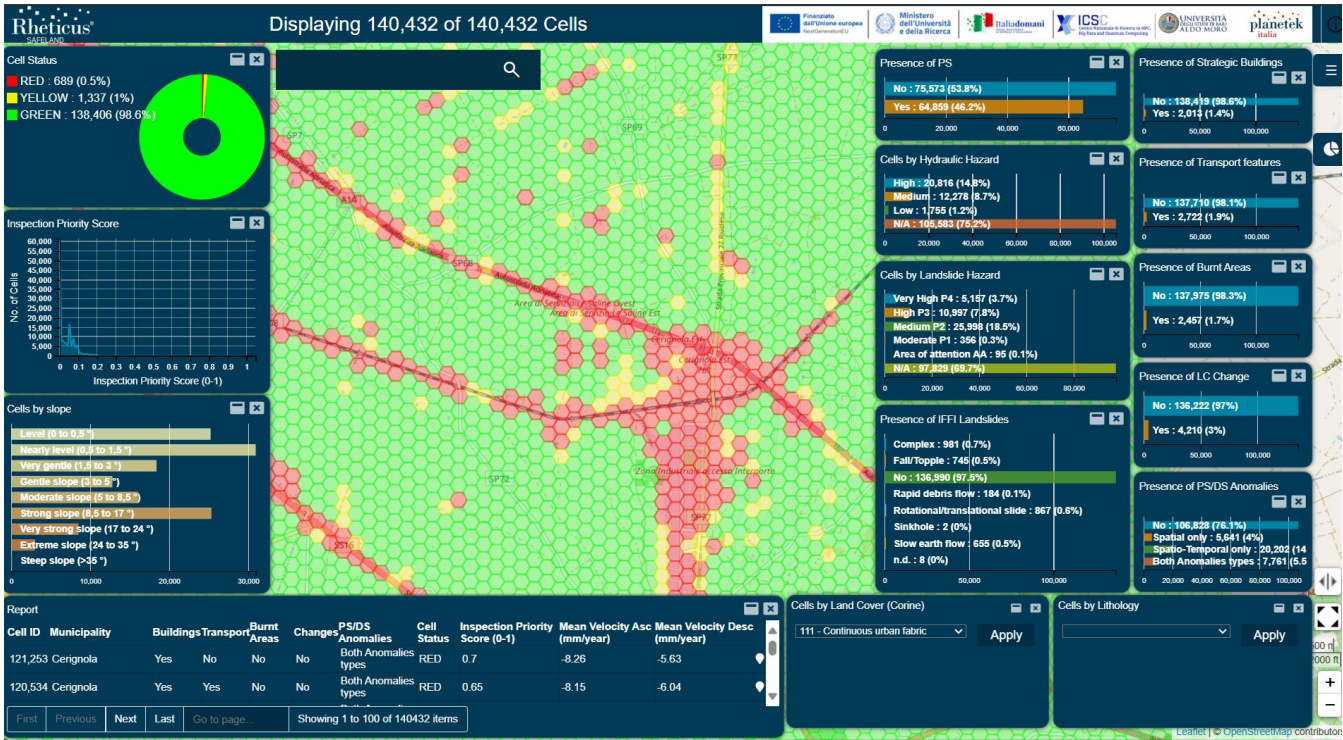 Rheticus®
SAFELAND
Displaying 140,432 of 140,432 Cells
Finanziato
dall'Unione europea
NextGenerationEU
Ministero
dell'Università
e della Ricerca
Italiadomani
ICSC
Centro Nazionale di Ricerca in HPC,
Big Data and Quantum Computing
UNIVERSITÀ
DEGLI STUDI DI BARI
ALDO MORO
planetek
italia
Cell Status
RED : 689 (0.5%)
YELLOW : 1,337 (1%)
GREEN : 138,406 (98.6%)
Inspection Priority Score
No. of Cells
60,000
55,000
50,000
45,000
40,000
35,000
30,000
25,000
20,000
15,000
10,000
5,000
0
0 0.1 0.2 0.3 0.4 0.5 0.6 0.7 0.8 0.9 1
Inspection Priority Score (0-1)
Cells by slope
Level (0 to 0,5 °)
Nearly level (0,5 to 1,5 °)
Very gentle (1,5 to 3 °)
Gentle slope (3 to 5 °)
Moderate slope (5 to 8,5 °)
Strong slope (8,5 to 17 °)
Very strong slope (17 to 24 °)
Extreme slope (24 to 35 °)
Steep slope (>35 °)
0 10,000 20,000 30,000
SP77
SP69
SP7
Autostrada Adriatica
A14
SP68
Autostrada Adriatica
Strada Provinciale 77 Rivolese
Area di Servizio Le Saline Ovest
Area di Servizio Le Saline Est
Cerignola Est
Cerignola Est
Zona Industriale accesso Interporto
SP72
SP7
SS16
Presence of PS
No : 75,573 (53.8%)
Yes : 64,859 (46.2%)
0 20,000 40,000 60,000
Cells by Hydraulic Hazard
High : 20,816 (14.8%)
Medium : 12,278 (8.7%)
Low : 1,755 (1.2%)
N/A : 105,583 (75.2%)
0 20,000 40,000 60,000 80,000 100,000
Cells by Landslide Hazard
Very High P4 : 5,157 (3.7%)
High P3 : 10,997 (7.8%)
Medium P2 : 25,998 (18.5%)
Moderate P1 : 356 (0.3%)
Area of attention AA : 95 (0.1%)
N/A : 97,829 (69.7%)
0 20,000 40,000 60,000 80,000
Presence of IFFI Landslides
Complex : 981 (0.7%)
Fall/Topple : 745 (0.5%)
No : 136,990 (97.5%)
Rapid debris flow : 184 (0.1%)
Rotational/translational slide : 867 (0.6%)
Sinkhole : 2 (0%)
Slow earth flow : 655 (0.5%)
n.d. : 8 (0%)
0 50,000 100,000
Presence of Strategic Buildings
No : 138,419 (98.6%)
Yes : 2,013 (1.4%)
0 50,000 100,000
Presence of Transport features
No : 137,710 (98.1%)
Yes : 2,722 (1.9%)
0 50,000 100,000
Presence of Burnt Areas
No : 137,975 (98.3%)
Yes : 2,457 (1.7%)
0 50,000 100,000
Presence of LC Change
No : 136,222 (97%)
Yes : 4,210 (3%)
0 50,000 100,000
Presence of PS/DS Anomalies
No : 106,828 (76.1%)
Spatial only : 5,641 (4%)
Spatio-Temporal only : 20,202 (14
Both Anomalies types : 7,761 (5.5
0 20,000 40,000 60,000 80,000 100,000
Strada
Report
Cell ID Municipality Buildings Transport Burnt Areas Changes PS/DS Anomalies Cell Status Inspection Priority Score (0-1) Mean Velocity Asc (mm/year) Mean Velocity Desc (mm/year)
121,253 Cerignola Yes No No No Both Anomalies types RED 0.7 -8.26 -5.63
120,534 Cerignola Yes Yes No No Both Anomalies types RED 0.65 -8.15 -6.04
First Previous Next Last Go to page... Showing 1 to 100 of 140432 items
Cells by Land Cover (Corine)
111 - Continuous urban fabric
Apply
Cells by Lithology
Apply
2000 ft
+
−
Leaflet | © OpenStreetMap contributors